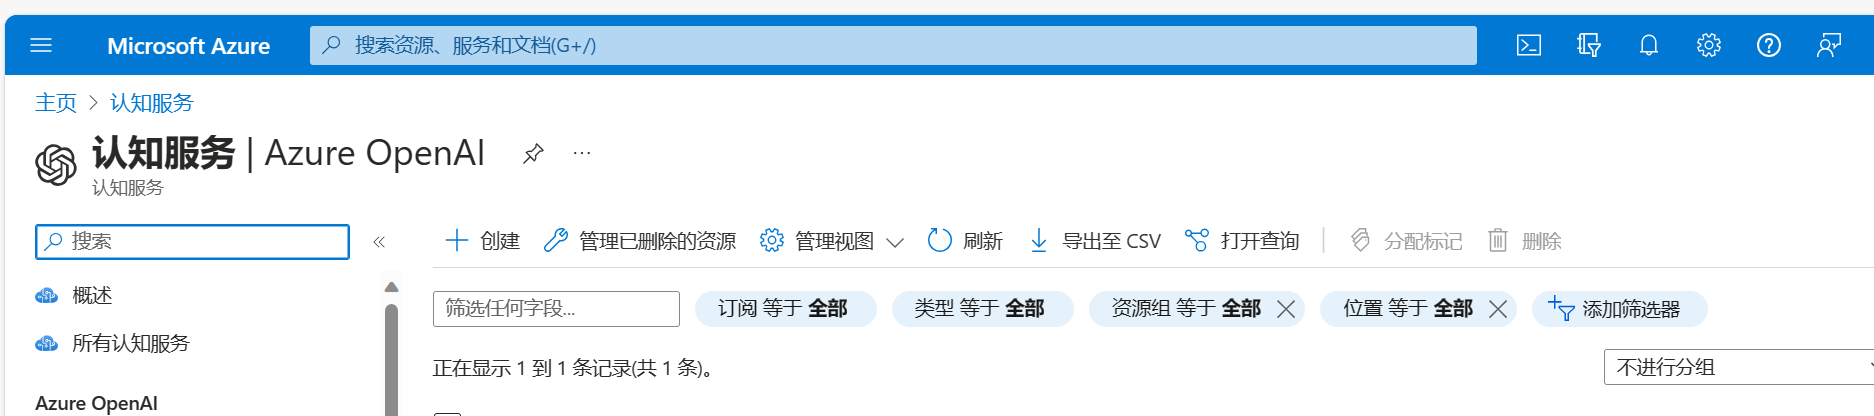 Microsoft Azure 搜索资源、服务和文档(G+/)
主页 > 认知服务
认知服务 | Azure OpenAI ...
认知服务
搜索 « 创建 管理已删除的资源 管理视图 刷新 导出至 CSV 打开查询 | 分配标记 删除
概述 筛选任何字段... 订阅 等于 全部 类型 等于 全部 资源组 等于 全部 位置 等于 全部 添加筛选器
所有认知服务 正在显示 1 到 1 条记录(共 1 条)。 不进行分组
Azure OpenAI